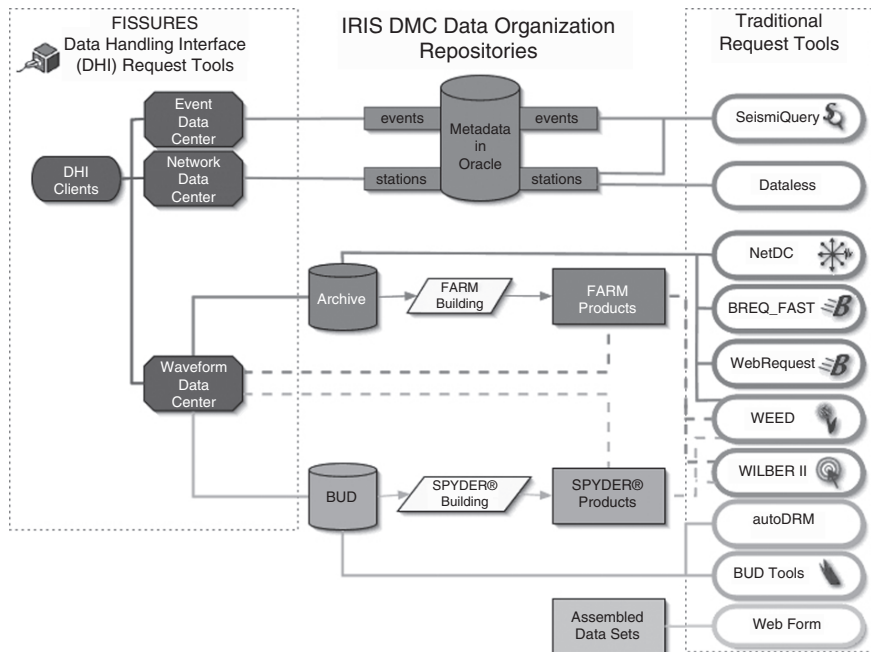 FISSURES
Data Handling Interface
(DHI) Request Tools
IRIS DMC Data Organization
Repositories
Traditional
Request Tools
Event
Data
Center
events
Metadata
in
Oracle
events
SeismiQuery
DHI
Clients
Network
Data
Center
stations
stations
Dataless
NetDC
Archive
FARM
Building
FARM
Products
BREQ_FAST
WebRequest
Waveform
Data
Center
WEED
WILBER II
BUD
SPYDER®
Building
SPYDER®
Products
autoDRM
BUD Tools
Assembled
Data Sets
Web Form